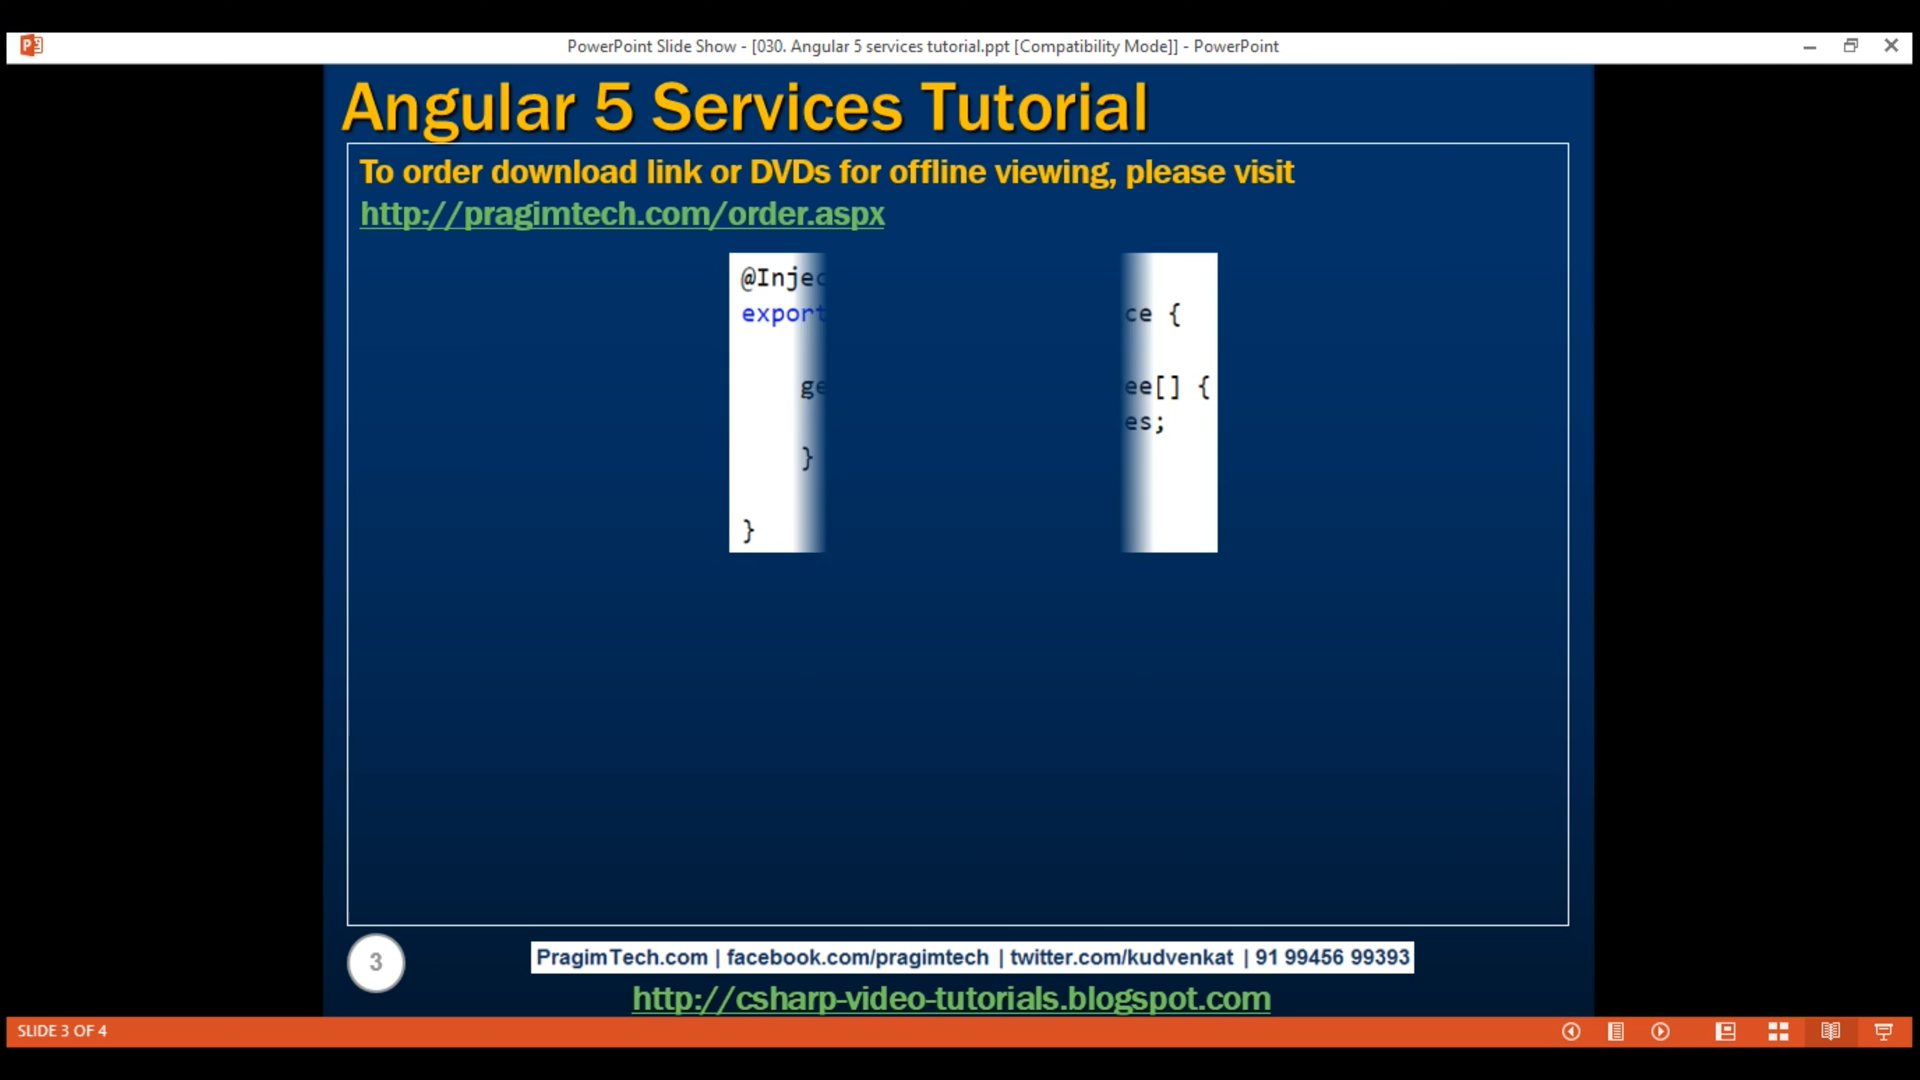 PowerPoint Slide Show - [030. Angular 5 services tutorial.ppt [Compatibility Mode]] - PowerPoint
Angular 5 Services Tutorial
To order download link or DVDs for offline viewing, please visit
http://pragimtech.com/order.aspx
@Injec
export ce {
ge ee[] {
es;
}
}
3
PragimTech.com | facebook.com/pragimtech | twitter.com/kudvenkat | 91 99456 99393
http://csharp-video-tutorials.blogspot.com
SLIDE 3 OF 4